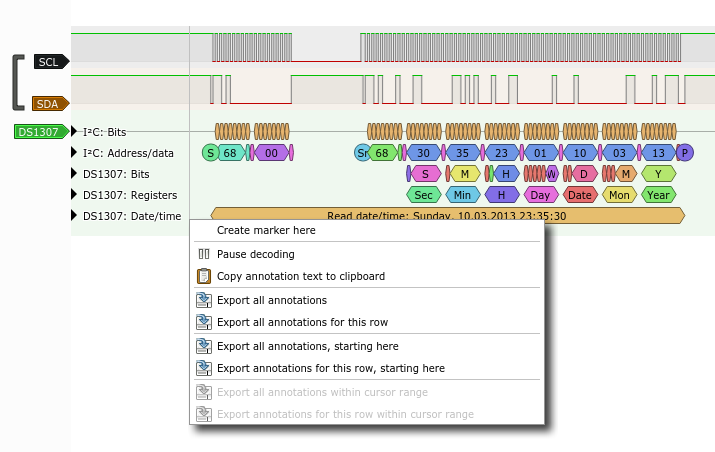 SCL
SDA
DS1307
I²C: Bits
I²C: Address/data
S 68 00 Sr 68 30 35 23 01 10 03 13 P
DS1307: Bits
S M H W D M Y
DS1307: Registers
Sec Min H Day Date Mon Year
DS1307: Date/time
Read date/time: Sunday, 10.03.2013 23:35:30
Create marker here
Pause decoding
Copy annotation text to clipboard
Export all annotations
Export all annotations for this row
Export all annotations, starting here
Export annotations for this row, starting here
Export all annotations within cursor range
Export annotations for this row within cursor range